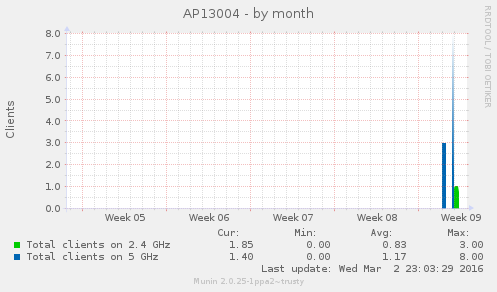 AP13004 - by month
RRDTOOL / TOBI OETIKER
Clients
8.0
7.0
6.0
5.0
4.0
3.0
2.0
1.0
0.0
Week 05 Week 06 Week 07 Week 08 Week 09
Cur: Min: Avg: Max:
Total clients on 2.4 GHz 1.85 0.00 0.83 3.00
Total clients on 5 GHz 1.40 0.00 1.17 8.00
Last update: Wed Mar 2 23:03:29 2016
Munin 2.0.25-1ppa2~trusty